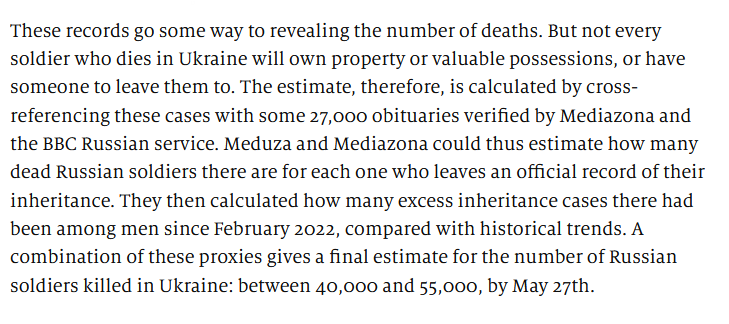 These records go some way to revealing the number of deaths. But not every
soldier who dies in Ukraine will own property or valuable possessions, or have
someone to leave them to. The estimate, therefore, is calculated by cross-
referencing these cases with some 27,000 obituaries verified by Mediazona and
the BBC Russian service. Meduza and Mediazona could thus estimate how many
dead Russian soldiers there are for each one who leaves an official record of their
inheritance. They then calculated how many excess inheritance cases there had
been among men since February 2022, compared with historical trends. A
combination of these proxies gives a final estimate for the number of Russian
soldiers killed in Ukraine: between 40,000 and 55,000, by May 27th.